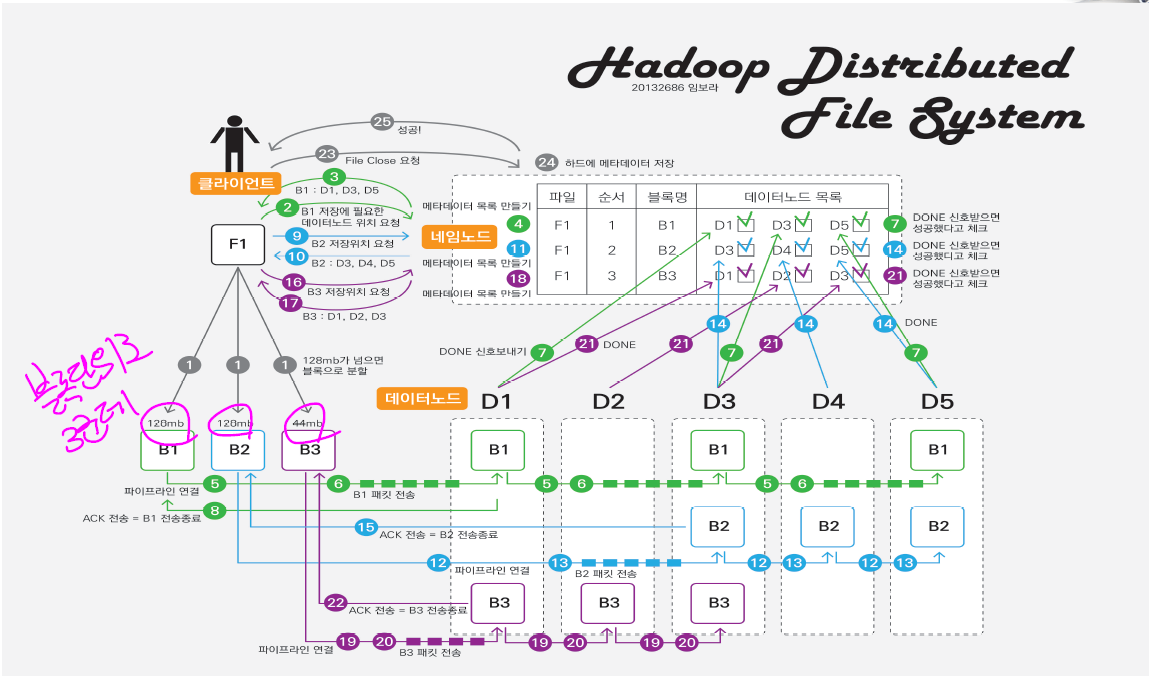 Hadoop Distributed
File System
20132686 임보라
25
성공!
23
File Close 요청
24
하드에 메타데이터 저장
클라이언트
3
B1 : D1, D3, D5
2
B1 저장에 필요한
데이터노드 위치 요청
F1
9
B2 저장위치 요청
10
B2 : D3, D4, D5
16
B3 저장위치 요청
17
B3 : D1, D2, D3
네임노드
메타데이터 목록 만들기
4
11
메타데이터 목록 만들기
18
메타데이터 목록 만들기
파일 순서 블록명 데이터노드 목록
F1 1 B1 D1 D3 D5
F1 2 B2 D3 D4 D5
F1 3 B3 D1 D2 D3
7
DONE 신호받으면
성공했다고 체크
14
DONE 신호받으면
성공했다고 체크
21
DONE 신호받으면
성공했다고 체크
14 14 14 DONE
DONE 신호보내기
7 21 DONE 21 7 21 7
1 1 1
128mb가 넘으면
블록으로 분할
블록단위로
데이터노드 D1 D2 D3 D4 D5
128mb 128mb 44mb
B1 B2 B3 B1 B1 B1
파이프라인 연결
5 6 5 6 5 6
B1 패킷 전송
8
ACK 전송 = B1 전송종료
B2 B2 B2
15
ACK 전송 = B2 전송종료
12 13 12 13 12 13
파이프라인 연결
B2 패킷 전송
B3 B3 B3
22
ACK 전송 = B3 전송종료
파이프라인 연결
19 20 19 20 19 20
B3 패킷 전송